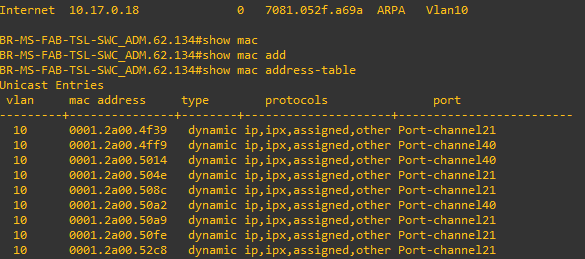 Internet  10.17.0.18              0   7081.052f.a69a  ARPA   Vlan10
BR-MS-FAB-TSL-SWC_ADM.62.134#show mac
BR-MS-FAB-TSL-SWC_ADM.62.134#show mac add
BR-MS-FAB-TSL-SWC_ADM.62.134#show mac address-table
Unicast Entries
 vlan     mac address     type        protocols               port
---------+---------------+--------+---------------------+-------------------------
  10      0001.2a00.4f39   dynamic ip,ipx,assigned,other Port-channel21
  10      0001.2a00.4ff9   dynamic ip,ipx,assigned,other Port-channel40
  10      0001.2a00.5014   dynamic ip,ipx,assigned,other Port-channel40
  10      0001.2a00.504e   dynamic ip,ipx,assigned,other Port-channel21
  10      0001.2a00.508c   dynamic ip,ipx,assigned,other Port-channel21
  10      0001.2a00.50a2   dynamic ip,ipx,assigned,other Port-channel40
  10      0001.2a00.50a9   dynamic ip,ipx,assigned,other Port-channel21
  10      0001.2a00.50fe   dynamic ip,ipx,assigned,other Port-channel21
  10      0001.2a00.52c8   dynamic ip,ipx,assigned,other Port-channel21